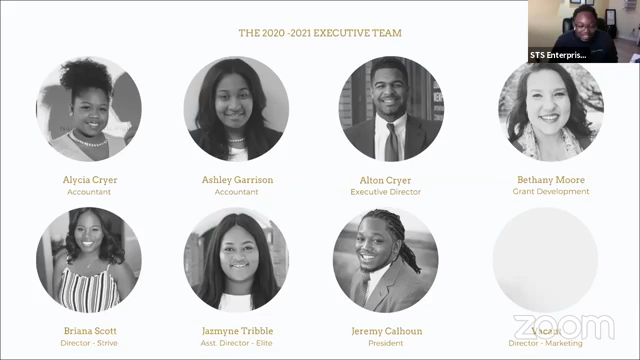 THE 2020 -2021 EXECUTIVE TEAM
STS Enterpris...
Alycia Cryer
Accountant
Ashley Garrison
Accountant
Alton Cryer
Executive Director
Bethany Moore
Grant Development
Briana Scott
Director - Strive
Jazmyne Tribble
Asst. Director - Elite
Jeremy Calhoun
President
Vacant
Director - Marketing
zoom